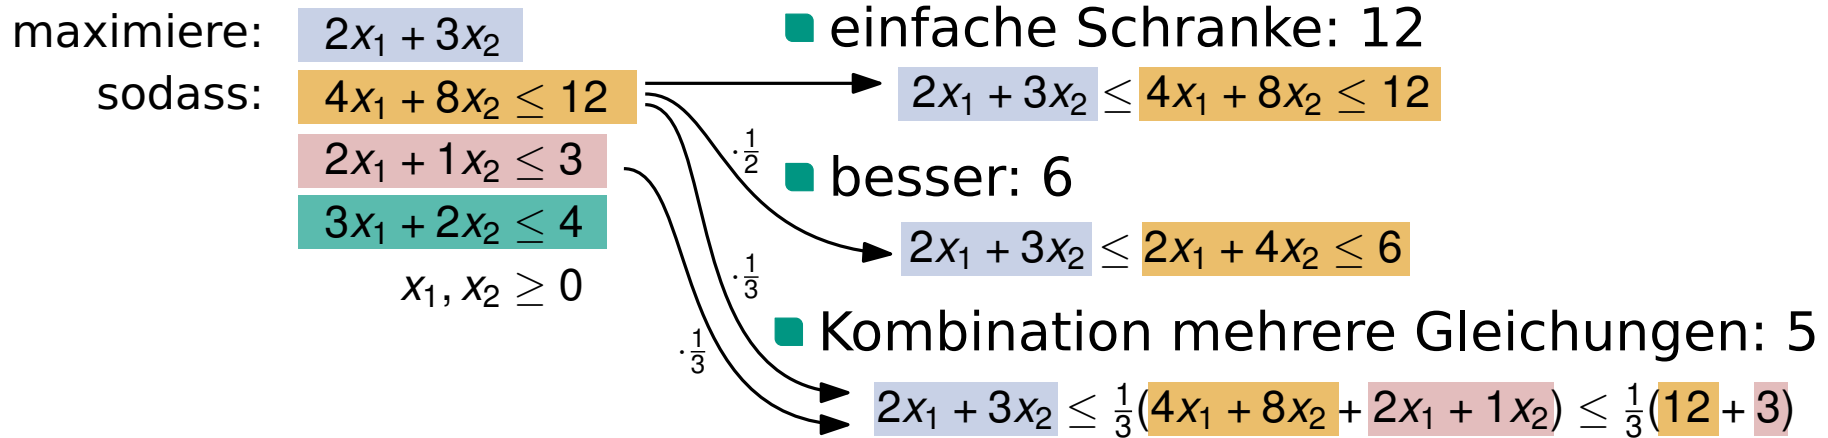 maximiere: 2x₁ + 3x₂
sodass: 4x₁ + 8x₂ ≤ 12
2x₁ + 1x₂ ≤ 3
3x₁ + 2x₂ ≤ 4
x₁, x₂ ≥ 0
einfache Schranke: 12
2x₁ + 3x₂ ≤ 4x₁ + 8x₂ ≤ 12
·½
besser: 6
2x₁ + 3x₂ ≤ 2x₁ + 4x₂ ≤ 6
·⅓
·⅓
Kombination mehrere Gleichungen: 5
2x₁ + 3x₂ ≤ ⅓(4x₁ + 8x₂ + 2x₁ + 1x₂) ≤ ⅓(12 + 3)